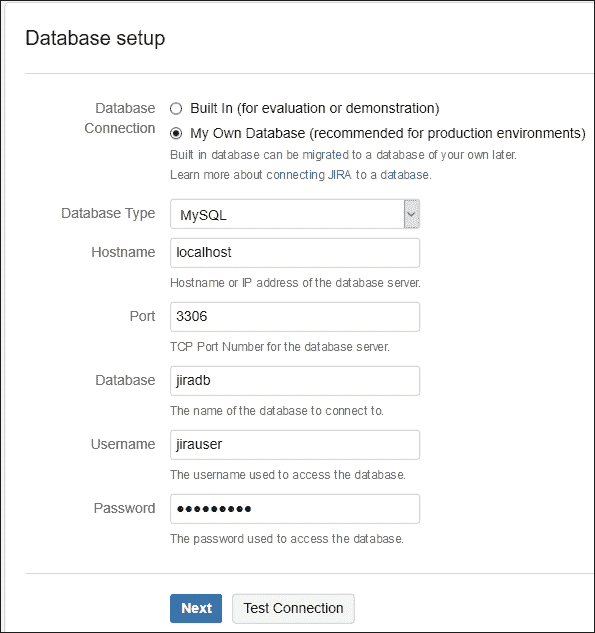 Database setup
Database Connection
Built In (for evaluation or demonstration)
My Own Database (recommended for production environments)
Built in database can be migrated to a database of your own later.
Learn more about connecting JIRA to a database.
Database Type
MySQL
Hostname
localhost
Hostname or IP address of the database server.
Port
3306
TCP Port Number for the database server.
Database
jiradb
The name of the database to connect to.
Username
jirauser
The username used to access the database.
Password
●●●●●●●●●
The password used to access the database.
Next
Test Connection